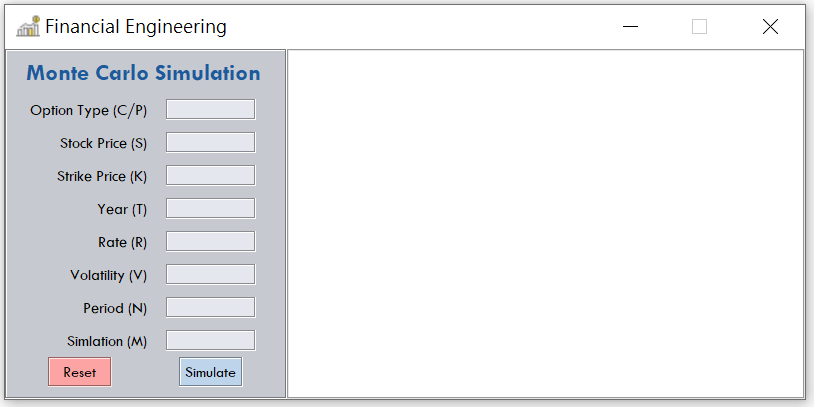 Financial Engineering
Monte Carlo Simulation
Option Type (C/P)
Stock Price (S)
Strike Price (K)
Year (T)
Rate (R)
Volatility (V)
Period (N)
Simlation (M)
Reset Simulate